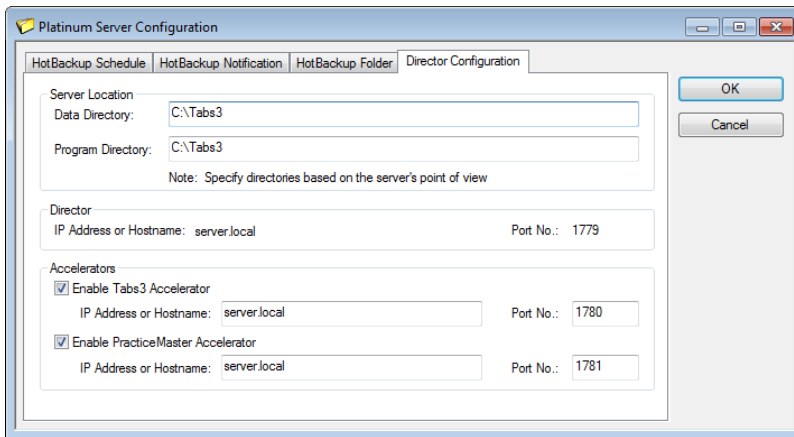 Platinum Server Configuration
HotBackup Schedule HotBackup Notification HotBackup Folder Director Configuration
OK
Cancel
Server Location
Data Directory: C:\Tabs3
Program Directory: C:\Tabs3
Note: Specify directories based on the server's point of view
Director
IP Address or Hostname: server.local Port No.: 1779
Accelerators
Enable Tabs3 Accelerator
IP Address or Hostname: server.local Port No.: 1780
Enable PracticeMaster Accelerator
IP Address or Hostname: server.local Port No.: 1781